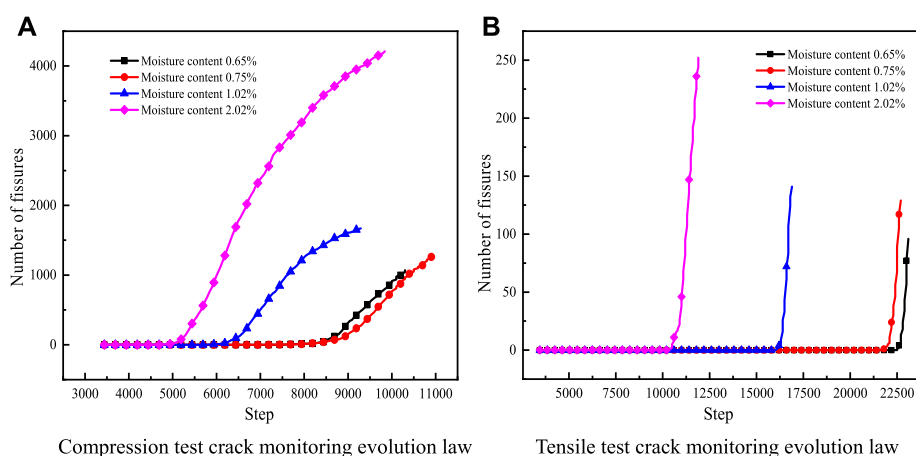 A
Moisture content 0.65%
Moisture content 0.75%
Moisture content 1.02%
Moisture content 2.02%
Number of fissures
4000
3000
2000
1000
0
3000 4000 5000 6000 7000 8000 9000 10000 11000
Step
Compression test crack monitoring evolution law
B
Moisture content 0.65%
Moisture content 0.75%
Moisture content 1.02%
Moisture content 2.02%
Number of fissures
250
200
150
100
50
0
5000 7500 10000 12500 15000 17500 20000 22500
Step
Tensile test crack monitoring evolution law